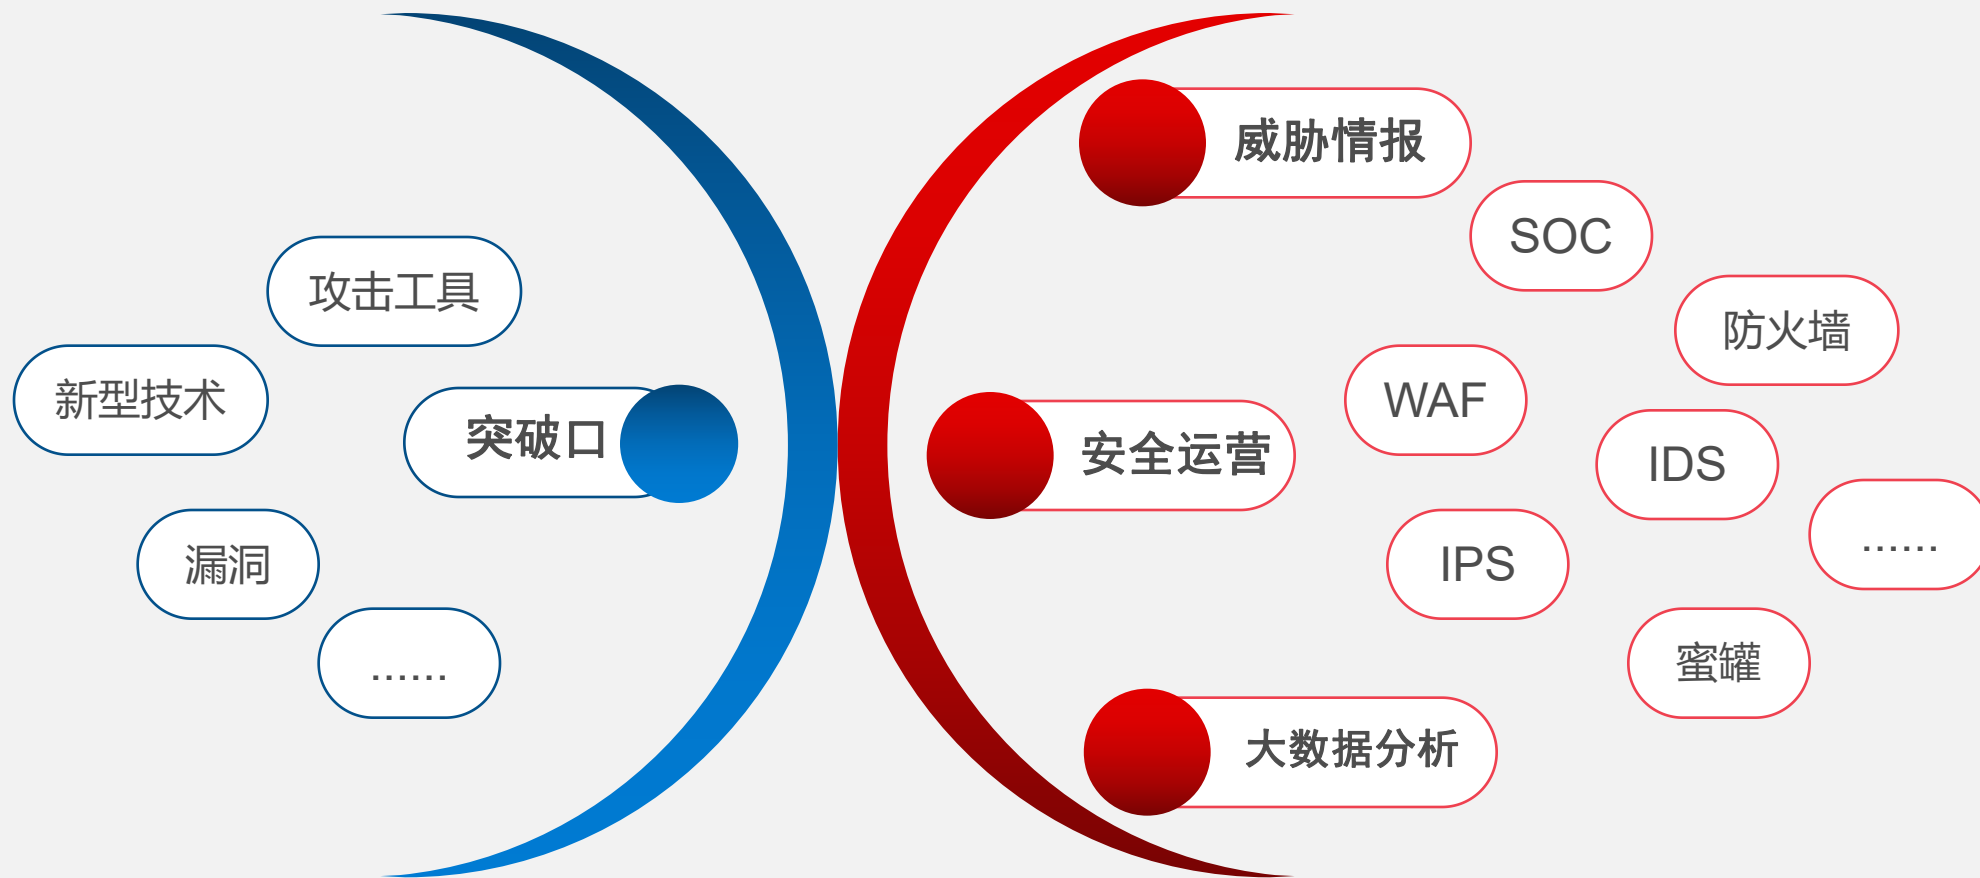 攻击工具
新型技术
突破口
漏洞
......
威胁情报
SOC
防火墙
WAF
安全运营
IDS
......
IPS
蜜罐
大数据分析